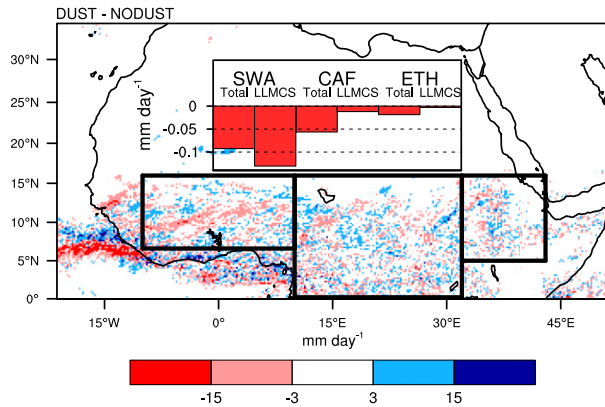 DUST - NODUST
30°N
25°N
20°N
15°N
10°N
5°N
0°
mm day-1
0
-0.05
-0.1
SWA CAF ETH
Total LLMCS Total LLMCS Total LLMCS
15°W 0° 15°E 30°E 45°E
mm day-1
-15 -3 3 15